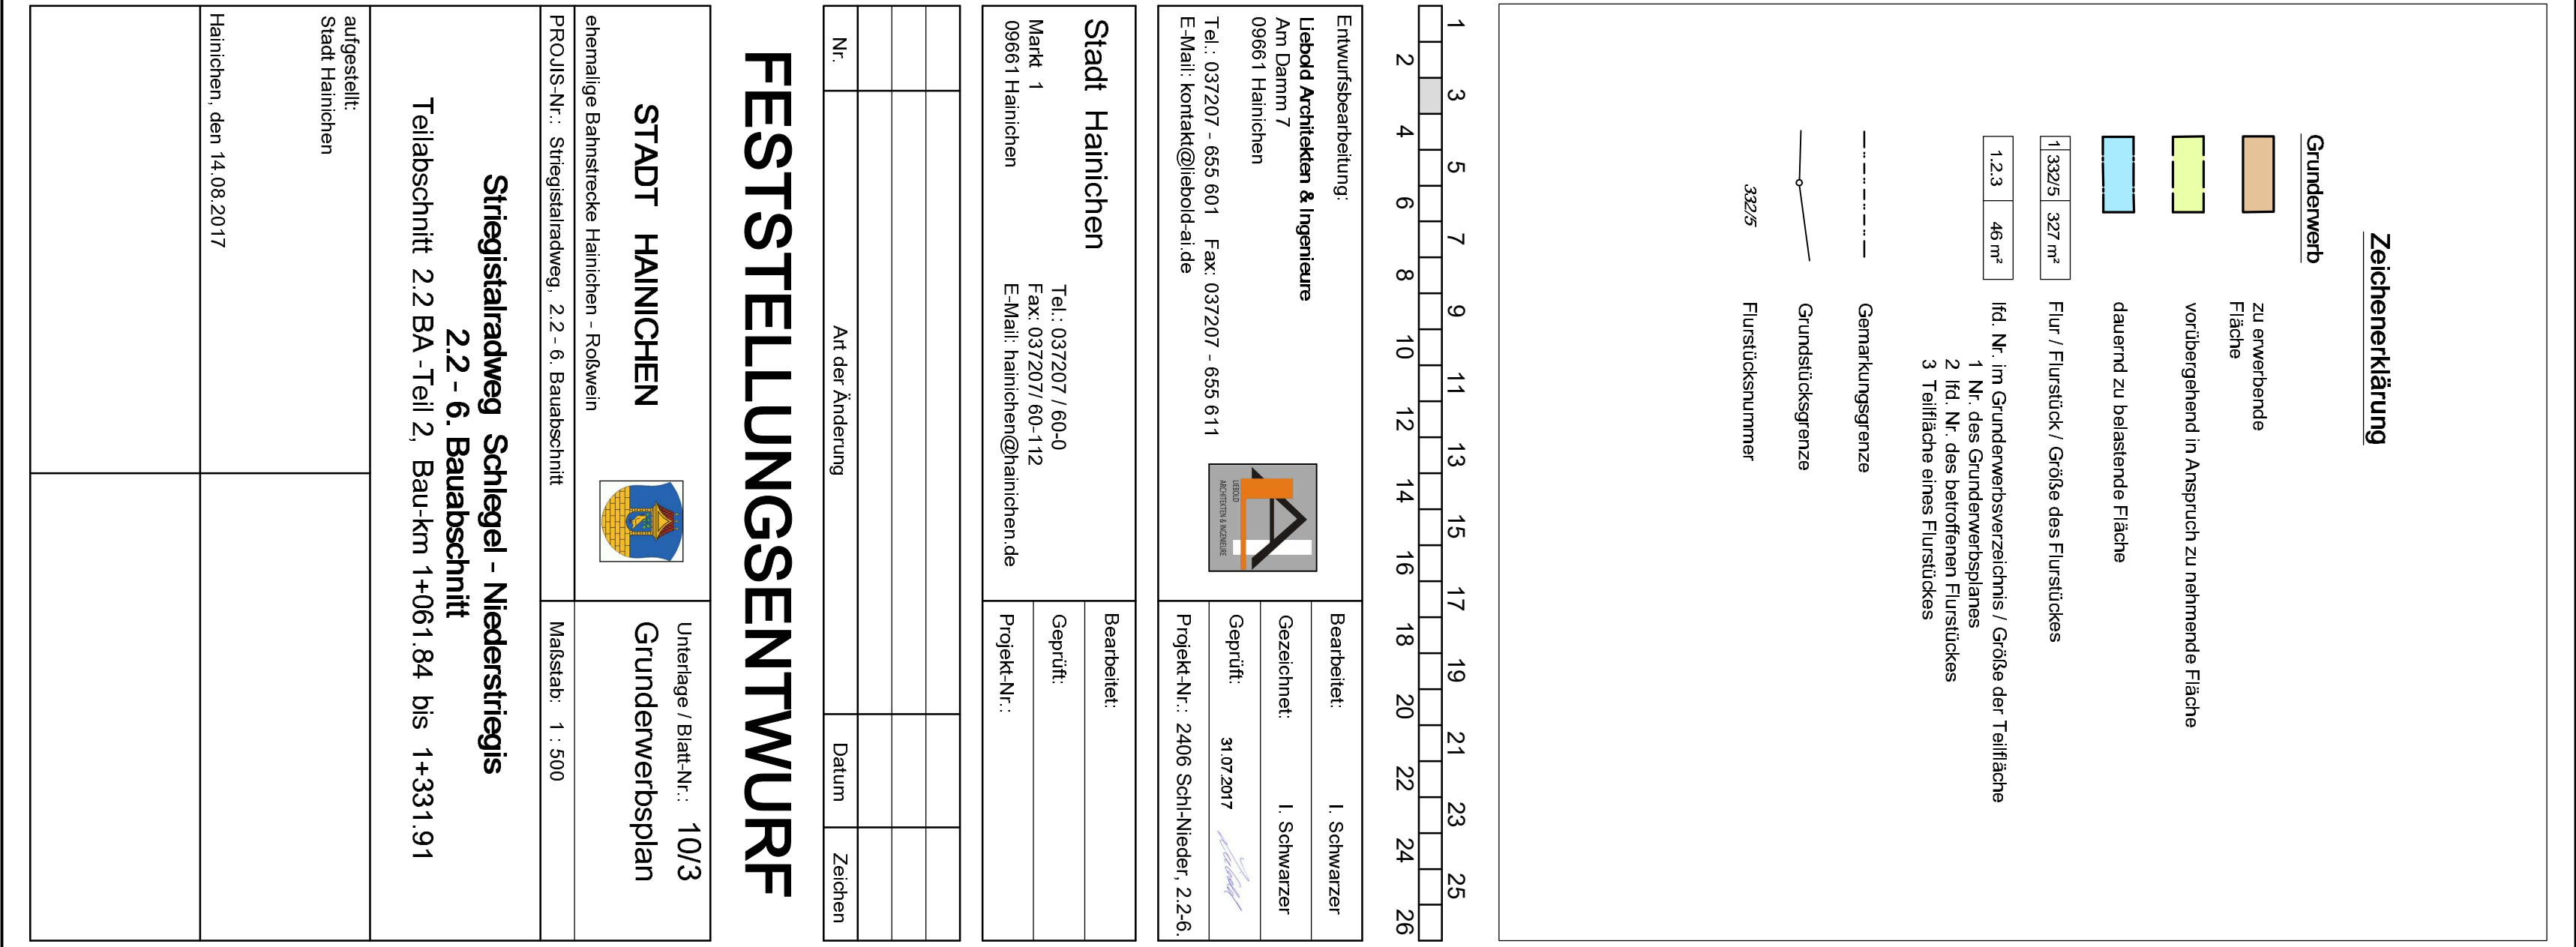 Zeichenerklärung
Grunderwerb
zu erwerbende
Fläche
vorübergehend in Anspruch zu nehmende Fläche
dauernd zu belastende Fläche
1 332/5 327 m² Flur / Flurstück / Größe des Flurstückes
1.2.3 46 m² lfd. Nr. im Grunderwerbsverzeichnis / Größe der Teilfläche
1 Nr. des Grunderwerbsplanes
2 lfd. Nr. des betroffenen Flurstückes
3 Teilfläche eines Flurstückes
Gemarkungsgrenze
Grundstücksgrenze
332/5 Flurstücksnummer
1 2 3 4 5 6 7 8 9 10 11 12 13 14 15 16 17 18 19 20 21 22 23 24 25 26
Entwurfsbearbeitung:
Liebold Architekten & Ingenieure
Am Damm 7
09661 Hainichen
Tel.: 037207 - 655 601 Fax: 037207 - 655 611
E-Mail: kontakt@liebold-ai.de
LIEBOLD
ARCHITEKTEN & INGENIEURE
Bearbeitet: I. Schwarzer
Gezeichnet: I. Schwarzer
Geprüft: 31.07.2017
Projekt-Nr.: 2406 Schl-Nieder, 2.2-6.
Stadt Hainichen
Markt 1
09661 Hainichen
Tel.: 037207 / 60-0
Fax: 037207/ 60-112
E-Mail: hainichen@hainichen.de
Bearbeitet:
Geprüft:
Projekt-Nr.:
Nr. Art der Änderung Datum Zeichen
FESTSTELLUNGSENTWURF
STADT HAINICHEN
ehemalige Bahnstrecke Hainichen - Roßwein
PROJIS-Nr.: Striegistalradweg, 2.2 - 6. Bauabschnitt
Unterlage / Blatt-Nr.: 10/3
Grunderwerbsplan
Maßstab: 1 : 500
Striegistalradweg Schlegel - Niederstriegis
2.2 - 6. Bauabschnitt
Teilabschnitt 2.2 BA -Teil 2, Bau-km 1+061.84 bis 1+331.91
aufgestellt:
Stadt Hainichen
Hainichen, den 14.08.2017